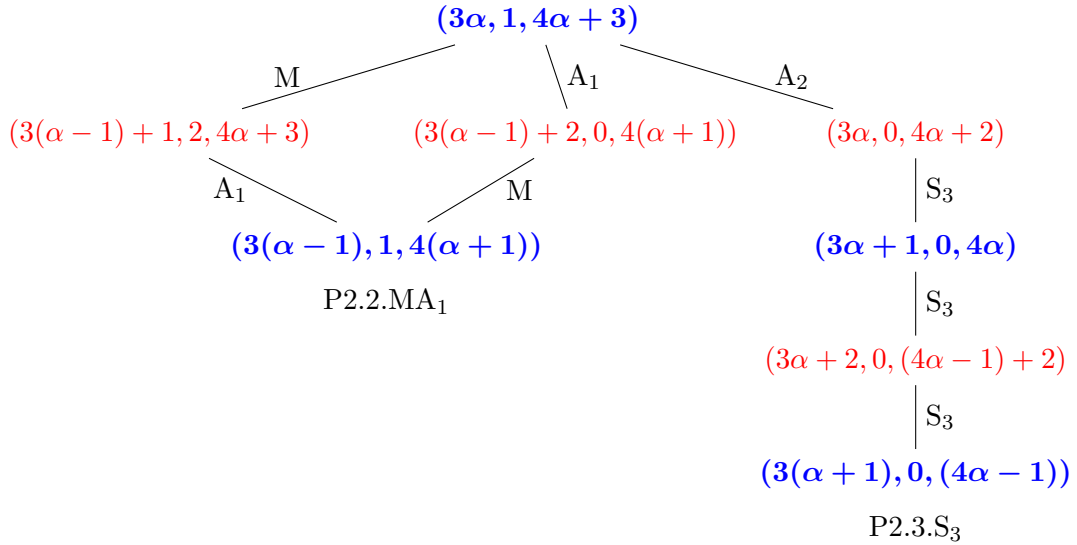 (3α, 1, 4α + 3)
M
A₁
A₂
(3(α − 1) + 1, 2, 4α + 3)
(3(α − 1) + 2, 0, 4(α + 1))
(3α, 0, 4α + 2)
A₁
M
S₃
(3(α − 1), 1, 4(α + 1))
(3α + 1, 0, 4α)
P2.2.MA₁
S₃
(3α + 2, 0, (4α − 1) + 2)
S₃
(3(α + 1), 0, (4α − 1))
P2.3.S₃